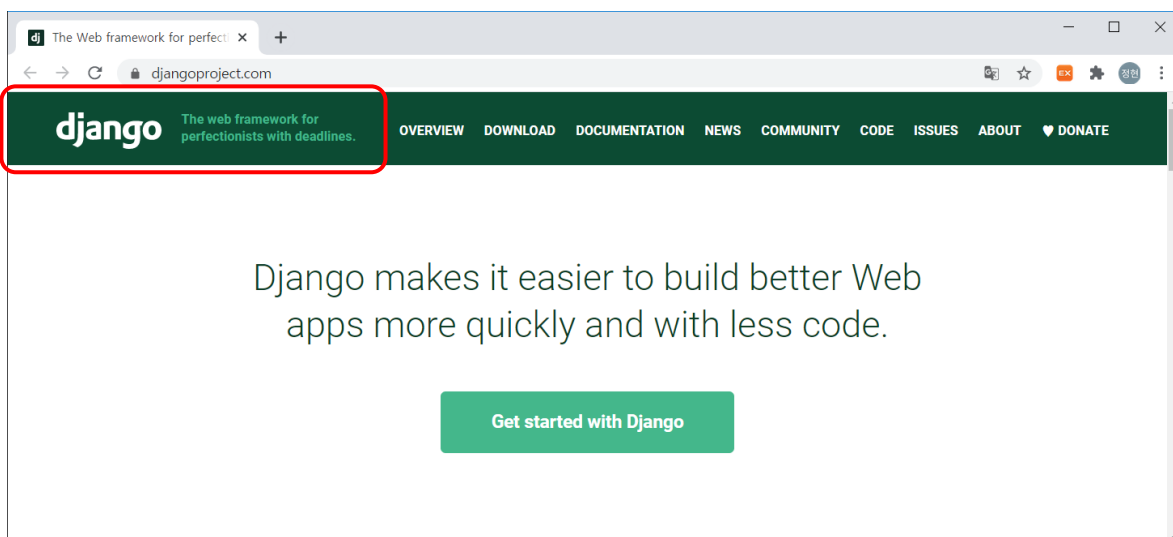 dj The Web framework for perfecti
djangoproject.com
EX
정현
django
The web framework for
perfectionists with deadlines.
OVERVIEW DOWNLOAD DOCUMENTATION NEWS COMMUNITY CODE ISSUES ABOUT ♥ DONATE
Django makes it easier to build better Web
apps more quickly and with less code.
Get started with Django